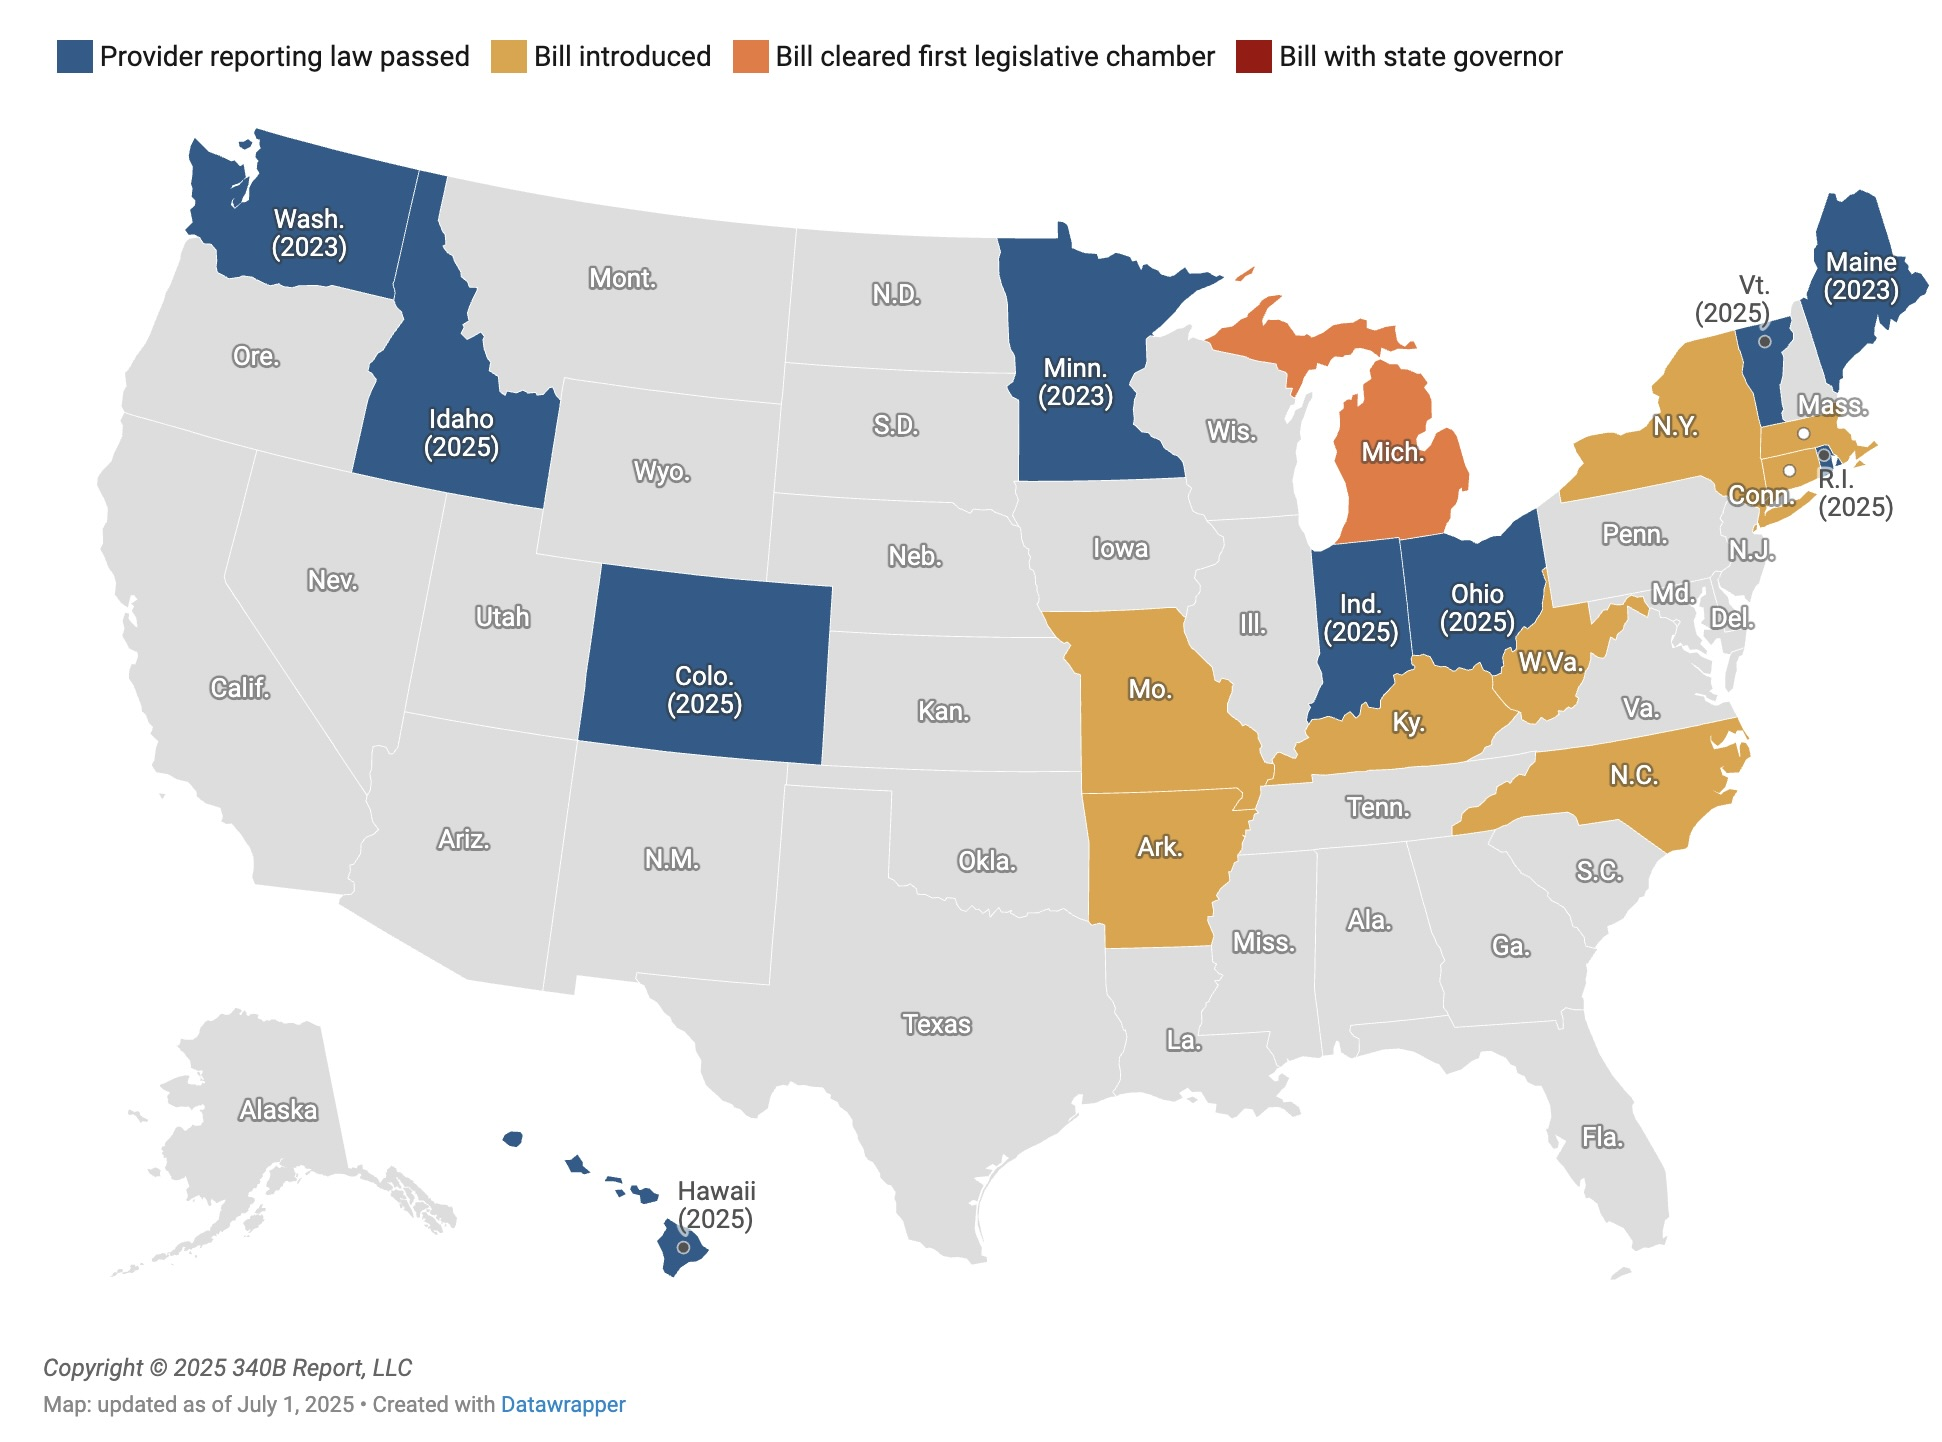 Provider reporting law passed
Bill introduced
Bill cleared first legislative chamber
Bill with state governor
Wash.
(2023)
Mont.
N.D.
Minn.
(2023)
Maine
(2023)
Vt.
(2025)
Ore.
Idaho
(2025)
S.D.
Wis.
Mich.
N.Y.
Mass.
Conn.
R.I.
(2025)
Wyo.
Iowa
Penn.
N.J.
Nev.
Utah
Neb.
Ill.
Ind.
(2025)
Ohio
(2025)
Md.
Del.
W.Va.
Calif.
Colo.
(2025)
Kan.
Mo.
Ky.
Va.
N.C.
Ariz.
N.M.
Okla.
Ark.
Tenn.
S.C.
Miss.
Ala.
Ga.
Texas
La.
Fla.
Alaska
Hawaii
(2025)
Copyright © 2025 340B Report, LLC
Map: updated as of July 1, 2025 • Created with Datawrapper